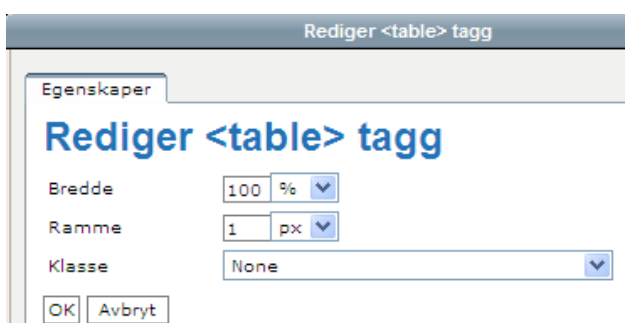 Rediger <table> tagg
Egenskaper
Rediger <table> tagg
Bredde 100 %
Ramme 1 px
Klasse None
OK Avbryt